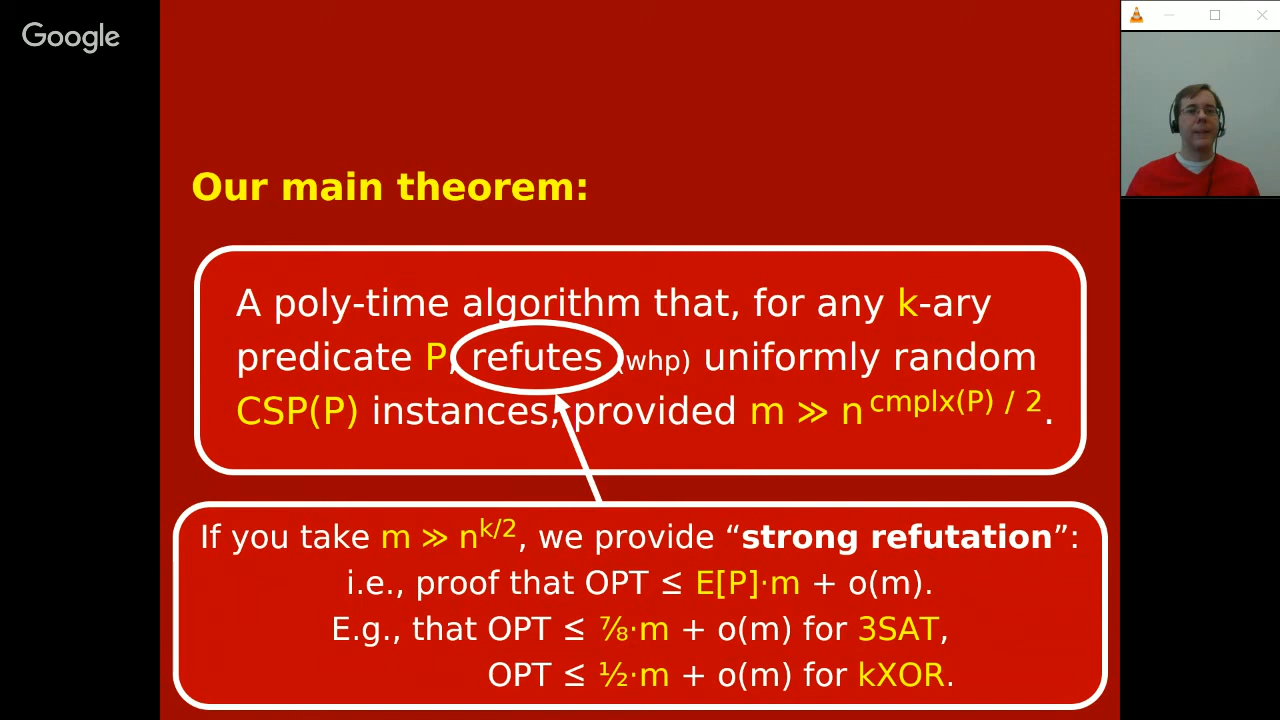 Google
Our main theorem:
A poly-time algorithm that, for any k-ary
predicate P, refutes (whp) uniformly random
CSP(P) instances, provided m ≫ n^cmplx(P) / 2.
If you take m ≫ n^k/2, we provide “strong refutation”:
i.e., proof that OPT ≤ E[P]·m + o(m).
E.g., that OPT ≤ ⅞·m + o(m) for 3SAT,
OPT ≤ ½·m + o(m) for kXOR.